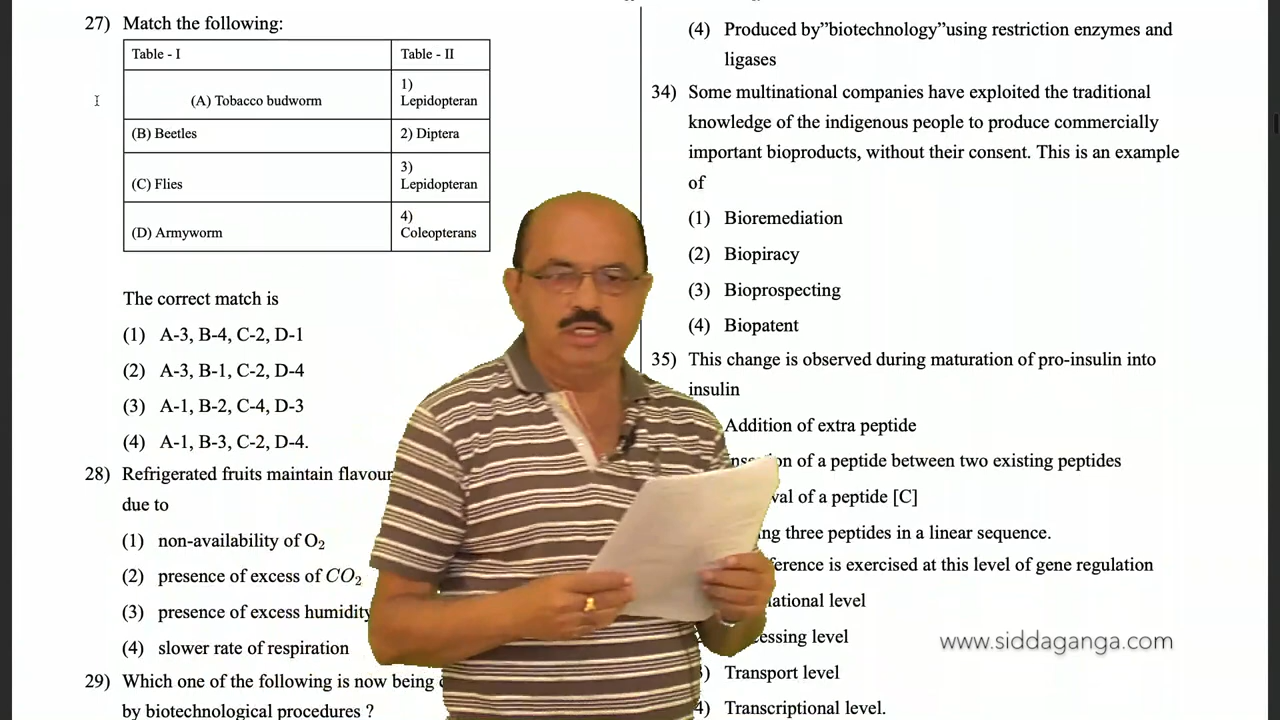 27) Match the following:
Table - I
Table - II
(A) Tobacco budworm
1)
Lepidopteran
(B) Beetles
2) Diptera
(C) Flies
3)
Lepidopteran
(D) Armyworm
4)
Coleopterans
The correct match is
(1) A-3, B-4, C-2, D-1
(2) A-3, B-1, C-2, D-4
(3) A-1, B-2, C-4, D-3
(4) A-1, B-3, C-2, D-4.
28) Refrigerated fruits maintain flavour
due to
(1) non-availability of O₂
(2) presence of excess of CO₂
(3) presence of excess humidity
(4) slower rate of respiration
29) Which one of the following is now being
by biotechnological procedures ?
(4) Produced by”biotechnology”using restriction enzymes and
ligases
34) Some multinational companies have exploited the traditional
knowledge of the indigenous people to produce commercially
important bioproducts, without their consent. This is an example
of
(1) Bioremediation
(2) Biopiracy
(3) Bioprospecting
(4) Biopatent
35) This change is observed during maturation of pro-insulin into
insulin
Addition of extra peptide
of a peptide between two existing peptides
of a peptide [C]
three peptides in a linear sequence.
is exercised at this level of gene regulation
level
level
Transport level
4) Transcriptional level.
www.siddaganga.com